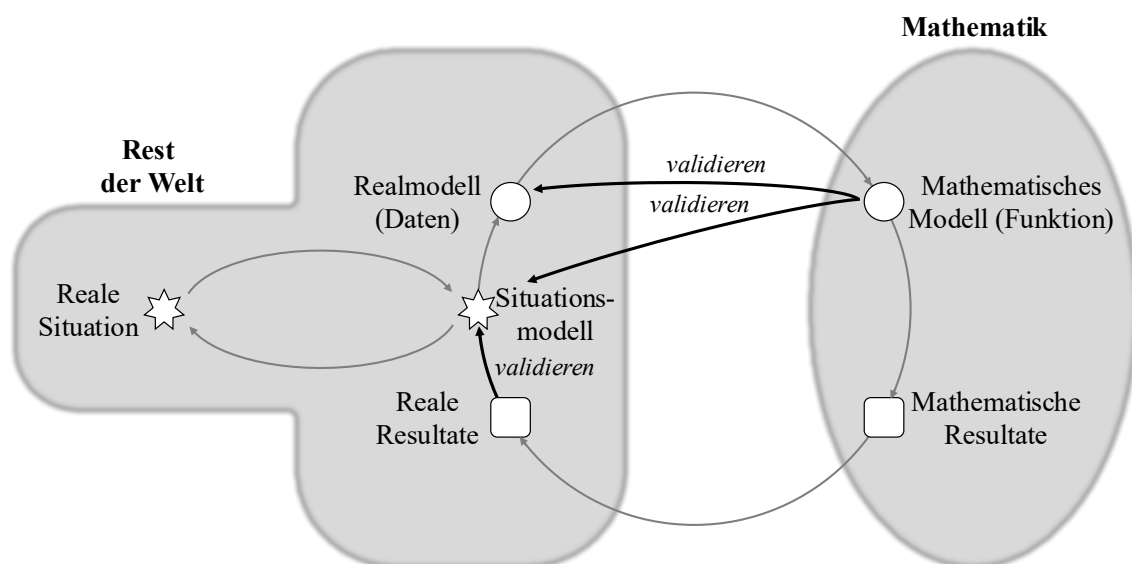 Mathematik
Rest
der Welt
Realmodell
(Daten)
validieren
validieren
Mathematisches
Modell (Funktion)
Reale
Situation
Situations-
modell
validieren
Reale
Resultate
Mathematische
Resultate